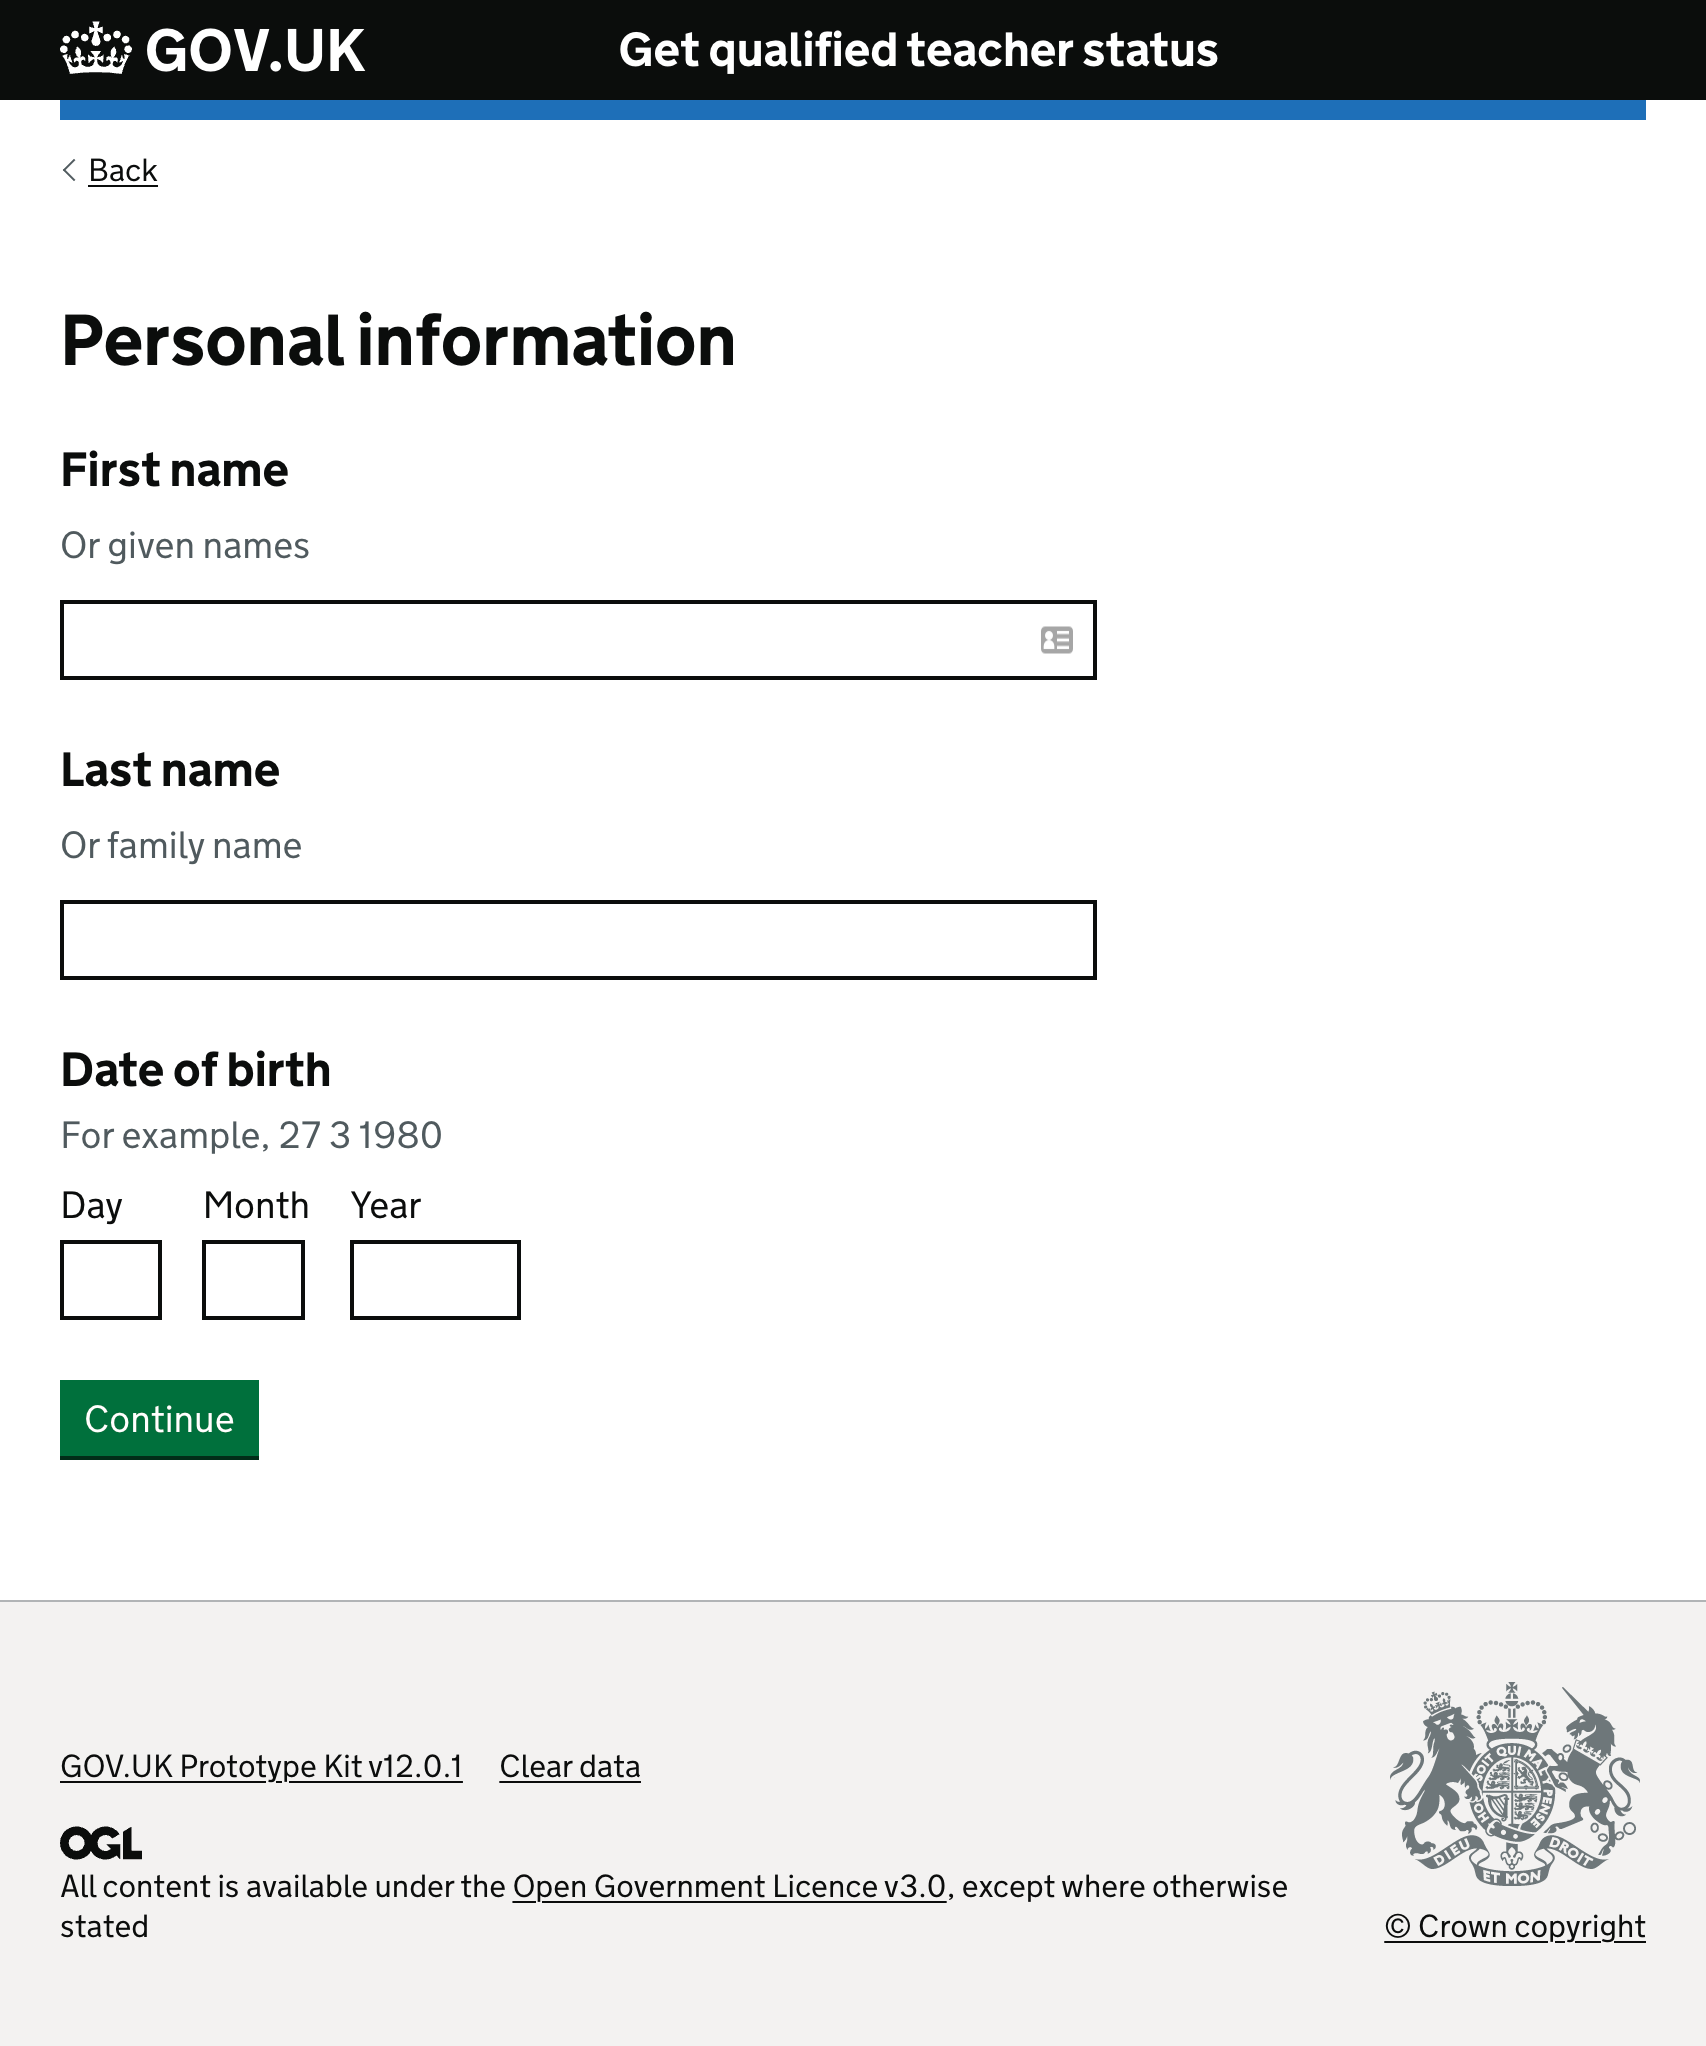 GOV.UK
Get qualified teacher status
Back
Personal information
First name
Or given names
Last name
Or family name
Date of birth
For example, 27 3 1980
Day Month Year
Continue
GOV.UK Prototype Kit v12.0.1 Clear data
OGL
All content is available under the Open Government Licence v3.0, except where otherwise
stated
SOIT QUI MAL Y PENSE
DIEU ET MON DROIT
© Crown copyright